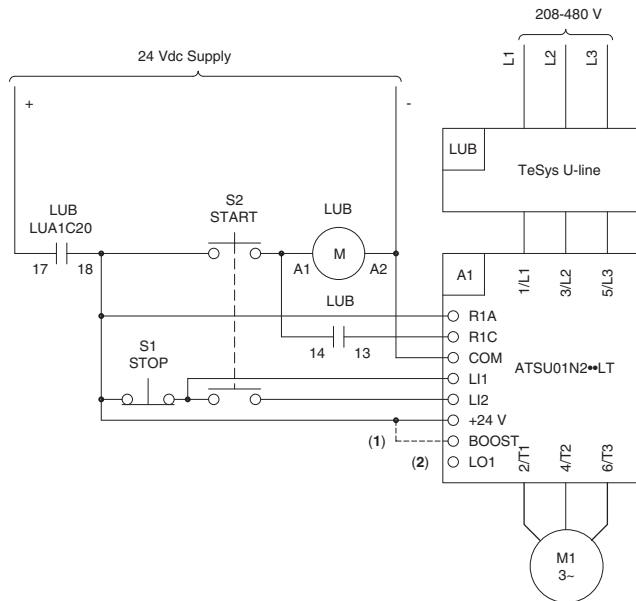 208-480 V
L1
L2
L3
24 Vdc Supply
+
-
LUB
TeSys U-line
LUB
LUA1C20
17
18
S2
START
LUB
M
A1
A2
A1
1/L1
3/L2
5/L3
LUB
14
13
S1
STOP
R1A
R1C
COM
LI1
LI2
+24 V
BOOST
LO1
ATSU01N2••LT
(1)
(2)
2/T1
4/T2
6/T3
M1
3~